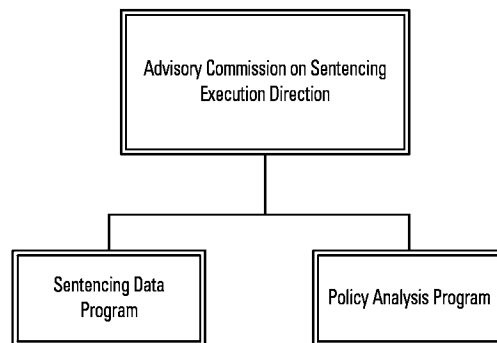 Advisory Commission on Sentencing
Execution Direction
Sentencing Data
Program
Policy Analysis Program